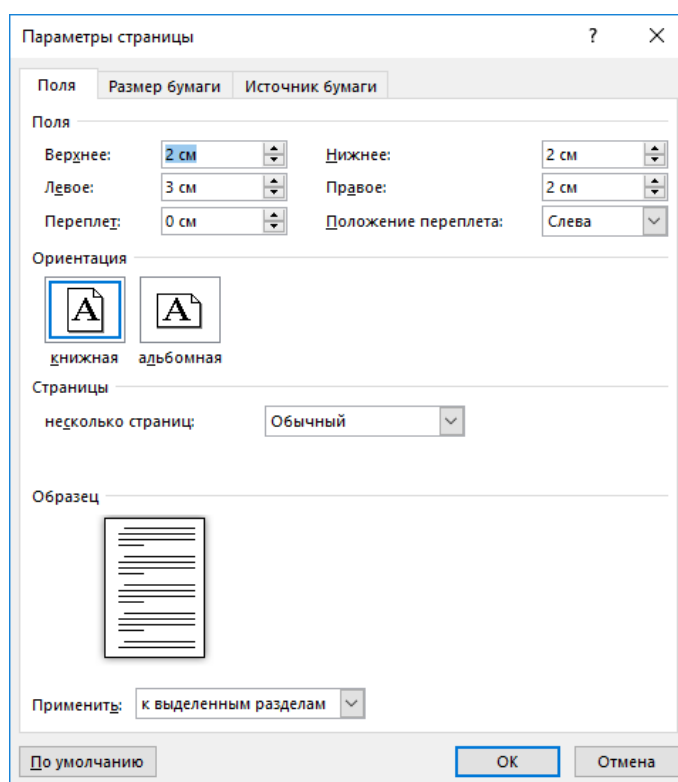 Параметры страницы ? ×
Поля Размер бумаги Источник бумаги
Поля
Верхнее: 2 см Нижнее: 2 см
Левое: 3 см Правое: 2 см
Переплет: 0 см Положение переплета: Слева
Ориентация
A A
книжная альбомная
Страницы
несколько страниц: Обычный
Образец
Применить: к выделенным разделам
По умолчанию ОК Отмена